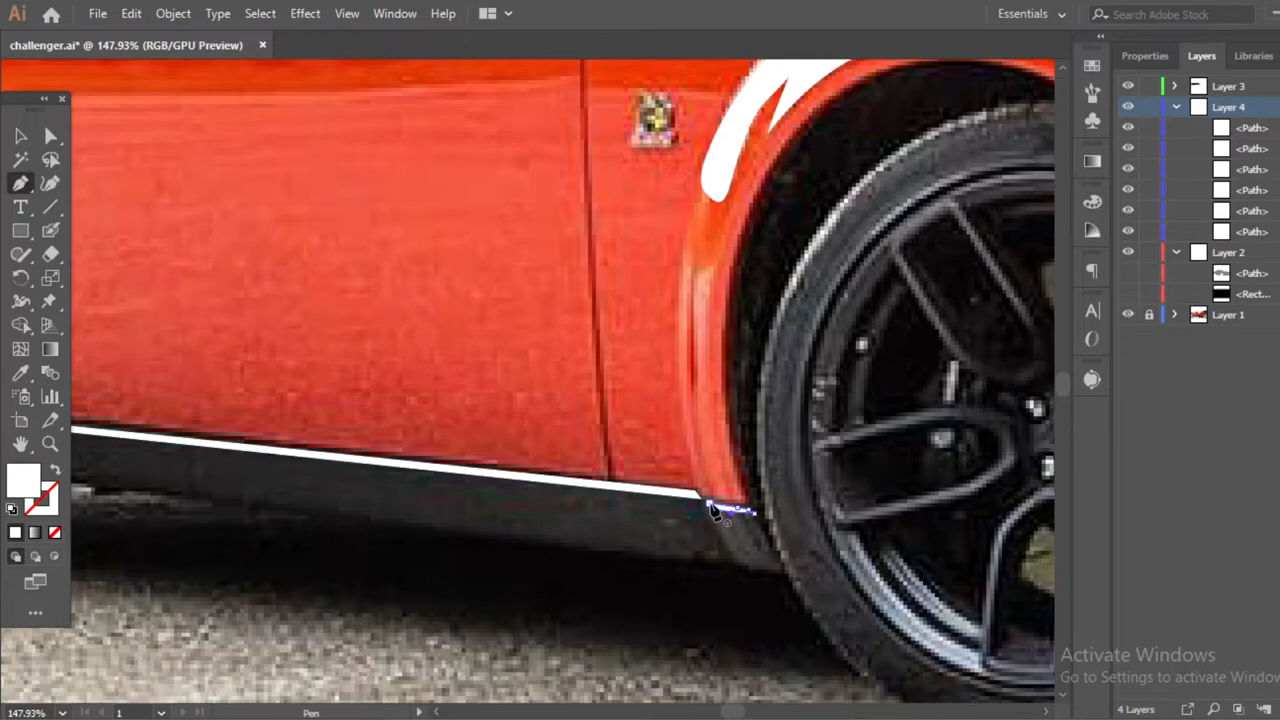 Ai File Edit Object Type Select Effect View Window Help Essentials Search Adobe Stock
challenger.ai* @ 147.93% (RGB/GPU Preview) ×
Properties Layers Libraries
Layer 3
Layer 4
<Path>
<Path>
<Path>
<Path>
<Path>
<Path>
Layer 2
<Path>
<Rect...
Layer 1
Activate Windows
Go to Settings to activate Window
147.93% 1 Pen 4 Layers